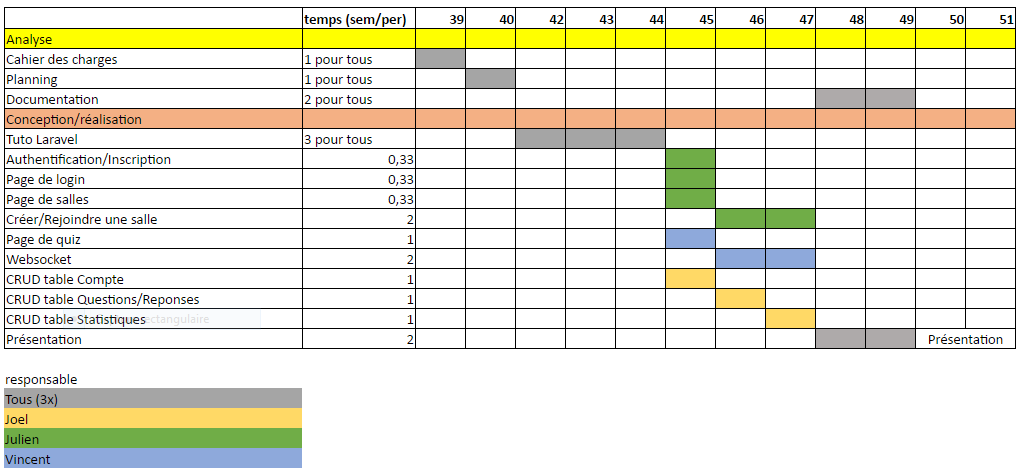 temps (sem/per) 39 40 42 43 44 45 46 47 48 49 50 51
Analyse
Cahier des charges 1 pour tous
Planning 1 pour tous
Documentation 2 pour tous
Conception/réalisation
Tuto Laravel 3 pour tous
Authentification/Inscription 0,33
Page de login 0,33
Page de salles 0,33
Créer/Rejoindre une salle 2
Page de quiz 1
Websocket 2
CRUD table Compte 1
CRUD table Questions/Reponses 1
CRUD table Statistiques 1
Présentation 2 Présentation
responsable
Tous (3x)
Joel
Julien
Vincent